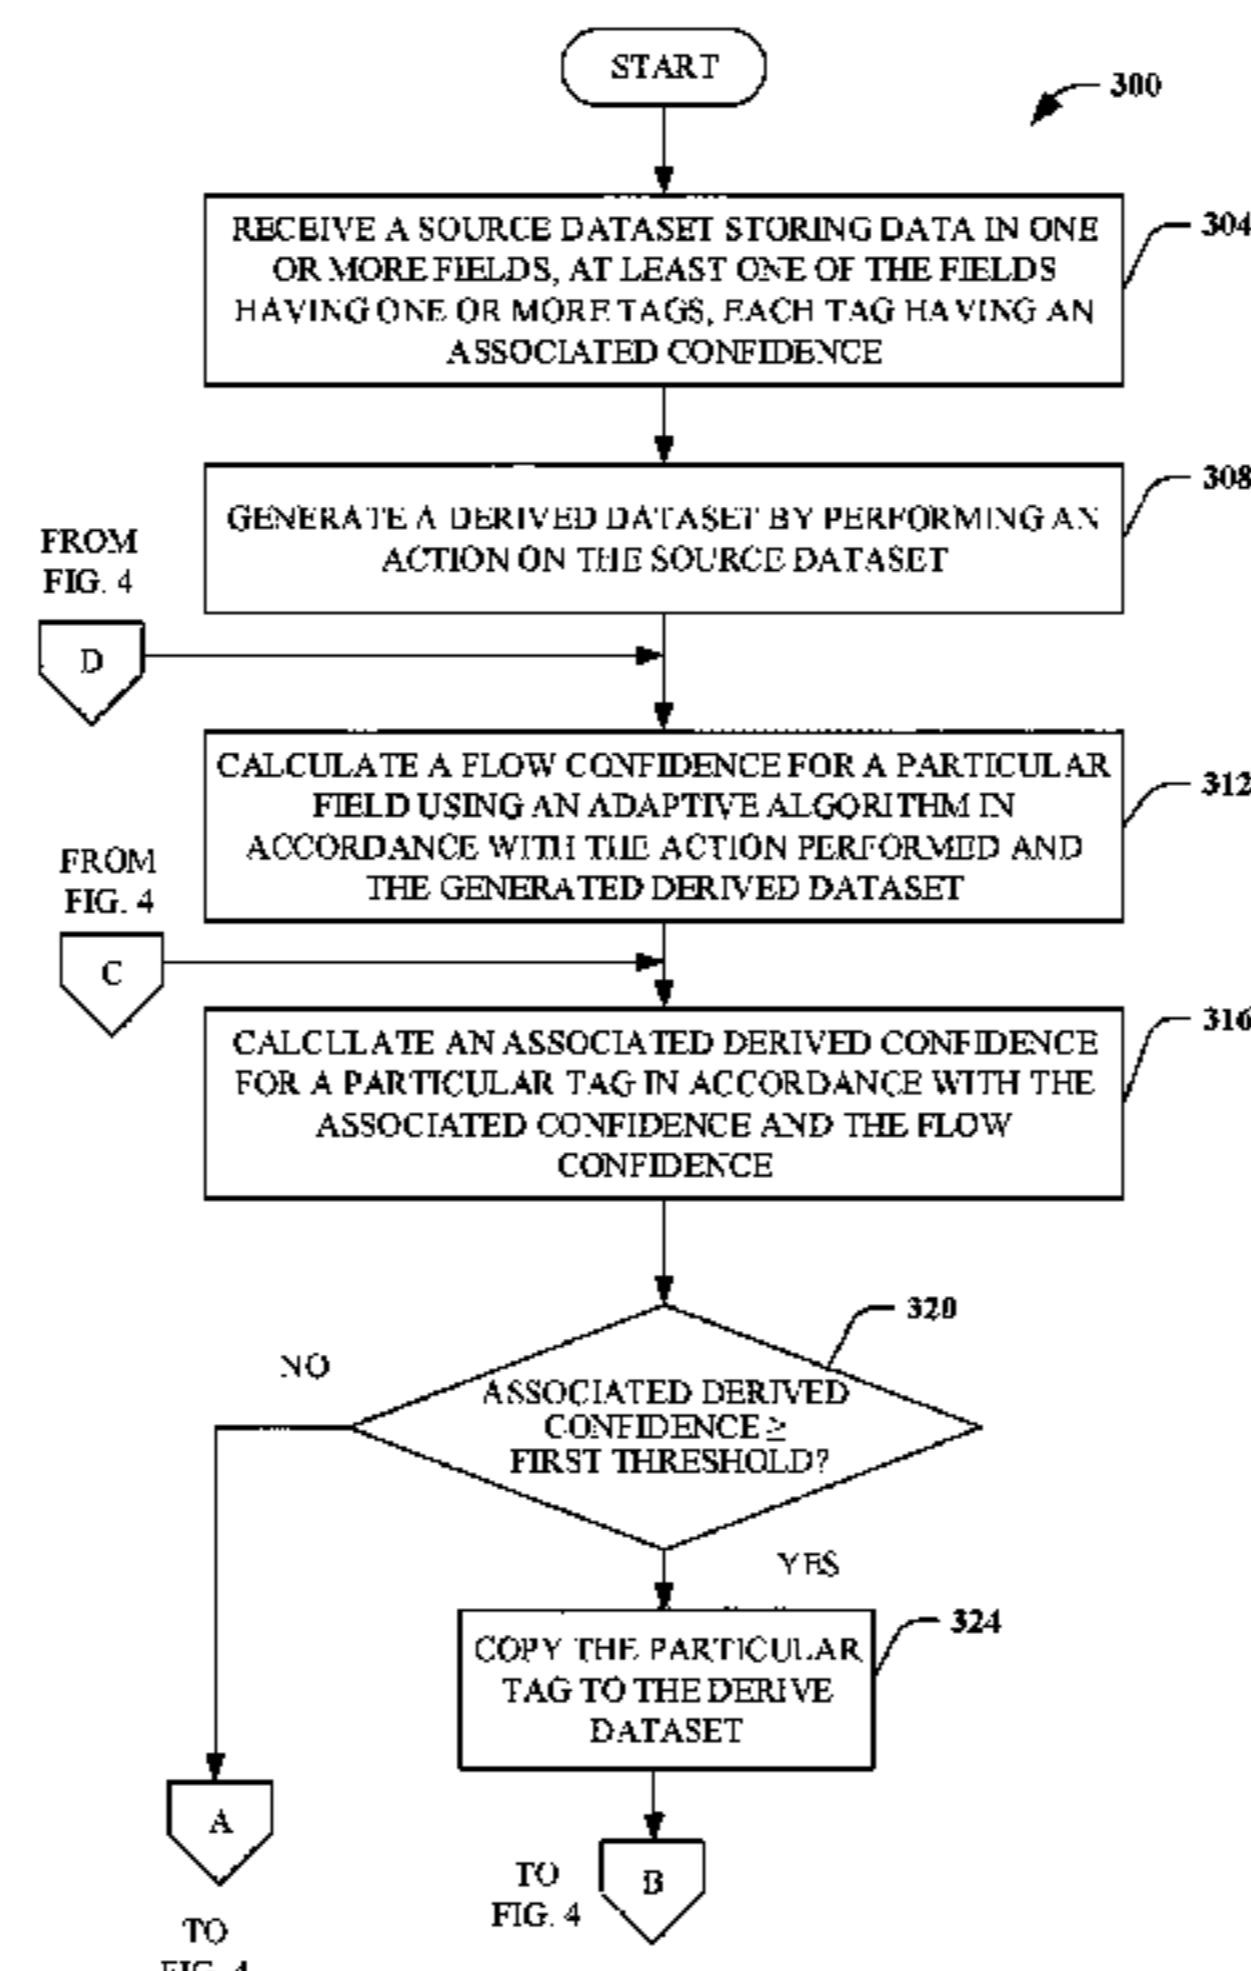 START
300
RECEIVE A SOURCE DATASET STORING DATA IN ONE
OR MORE FIELDS, AT LEAST ONE OF THE FIELDS
HAVING ONE OR MORE TAGS, EACH TAG HAVING AN
ASSOCIATED CONFIDENCE
304
GENERATE A DERIVED DATASET BY PERFORMING AN
ACTION ON THE SOURCE DATASET
308
FROM
FIG. 4
D
CALCULATE A FLOW CONFIDENCE FOR A PARTICULAR
FIELD USING AN ADAPTIVE ALGORITHM IN
ACCORDANCE WITH THE ACTION PERFORMED AND
THE GENERATED DERIVED DATASET
312
FROM
FIG. 4
C
CALCULATE AN ASSOCIATED DERIVED CONFIDENCE
FOR A PARTICULAR TAG IN ACCORDANCE WITH THE
ASSOCIATED CONFIDENCE AND THE FLOW
CONFIDENCE
316
320
NO
ASSOCIATED DERIVED
CONFIDENCE ≥
FIRST THRESHOLD?
YES
324
COPY THE PARTICULAR
TAG TO THE DERIVE
DATASET
A
B
TO
FIG. 4
TO
FIG. 4